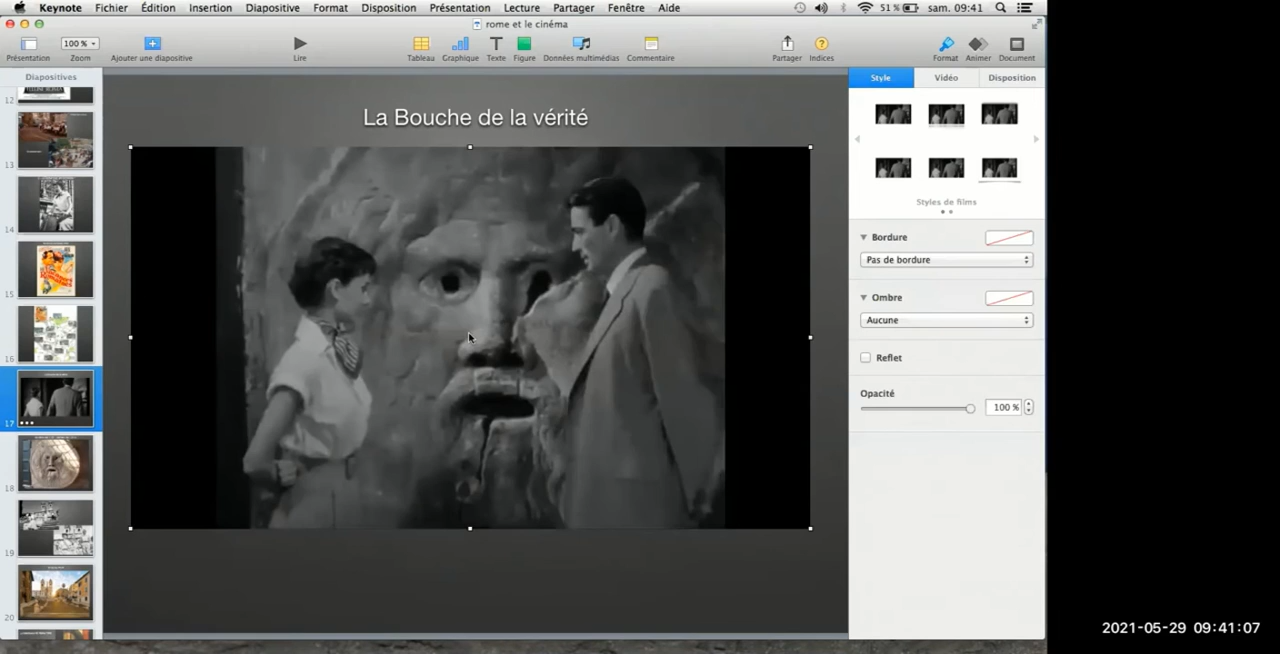 Keynote Fichier Édition Insertion Diapositive Format Disposition Présentation Lecture Partager Fenêtre Aide 51 % sam. 09:41
rome et le cinéma
100 %
Présentation Zoom Ajouter une diapositive Lire Tableau Graphique Texte Figure Données multimédias Commentaire Partager Indices Format Animer Document
Diapositives
Style Vidéo Disposition
12
13
14
15
16
17
18
19
20
La Bouche de la vérité
Styles de films
Bordure
Pas de bordure
Ombre
Aucune
Reflet
Opacité
100 %
2021-05-29 09:41:07